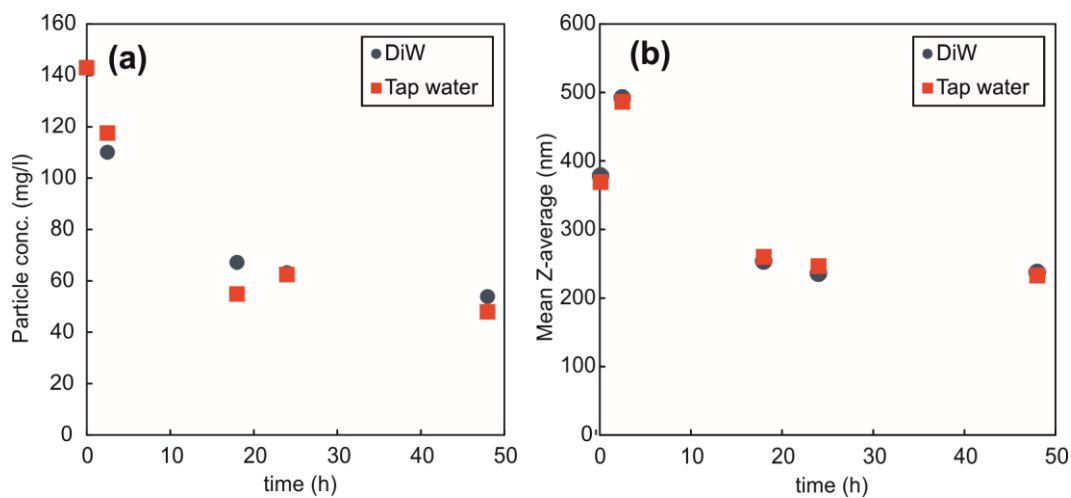 (a)
DiW
Tap water
Particle conc. (mg/l)
160
140
120
100
80
60
40
20
0
0 10 20 30 40 50
time (h)
(b)
DiW
Tap water
Mean Z-average (nm)
600
500
400
300
200
100
0
0 10 20 30 40 50
time (h)